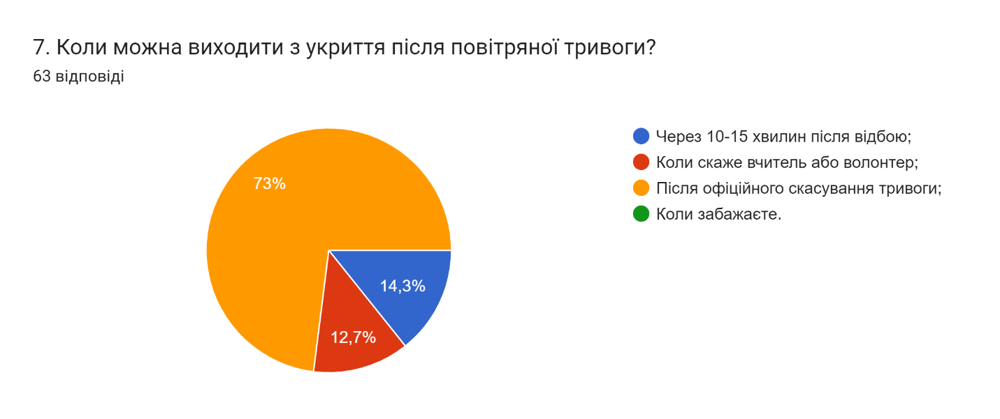 7. Коли можна виходити з укриття після повітряної тривоги?
63 відповіді
73%
14,3%
12,7%
Через 10-15 хвилин після відбою;
Коли скаже вчитель або волонтер;
Після офіційного скасування тривоги;
Коли забажаєте.